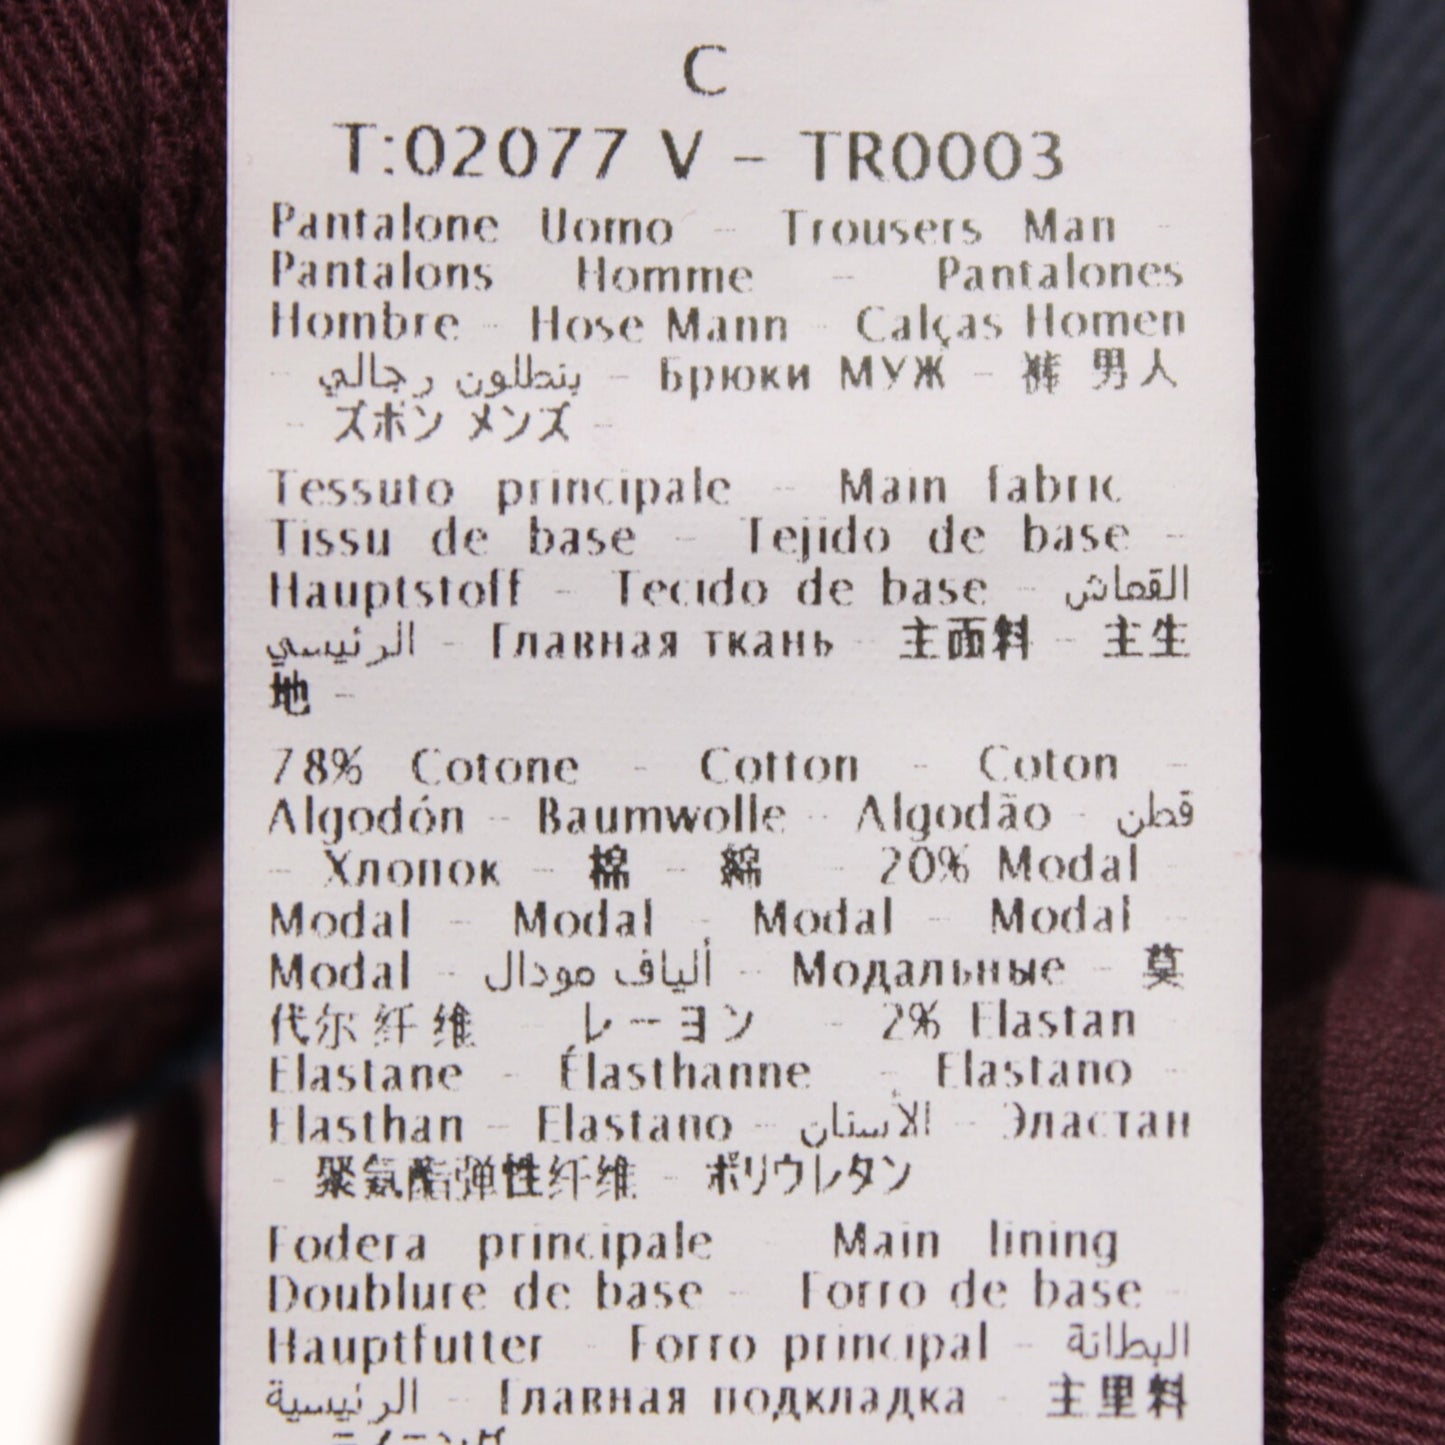 C
T:02077 V - TR0003
Pantalone Uomo - Trousers Man -
Pantalons Homme - Pantalones
Hombre - Hose Mann - Calças Homen
- بنطلون رجالي - Брюки МУЖ - 裤 男人
- ズボン メンズ -
Tessuto principale - Main fabric
Tissu de base - Tejido de base -
Hauptstoff - Tecido de base - القماش
الرئيسي - Главная ткань - 主面料 - 主生
地 -
78% Cotone - Cotton - Coton -
Algodón - Baumwolle - Algodão - قطن
- Хлопок - 棉 - 綿 - 20% Modal -
Modal - Modal - Modal - Modal -
Modal - ألياف مودال - Модальные - 莫
代尔纤维 - レーヨン - 2% Elastan -
Elastane - Élasthanne - Elastano -
Elasthan - Elastano - الأستان - Эластан
- 聚氨酯弹性纤维 - ポリウレタン
Fodera principale - Main lining
Doublure de base - Forro de base -
Hauptfutter - Forro principal - البطانة
الرئيسية - Главная подкладка - 主里料